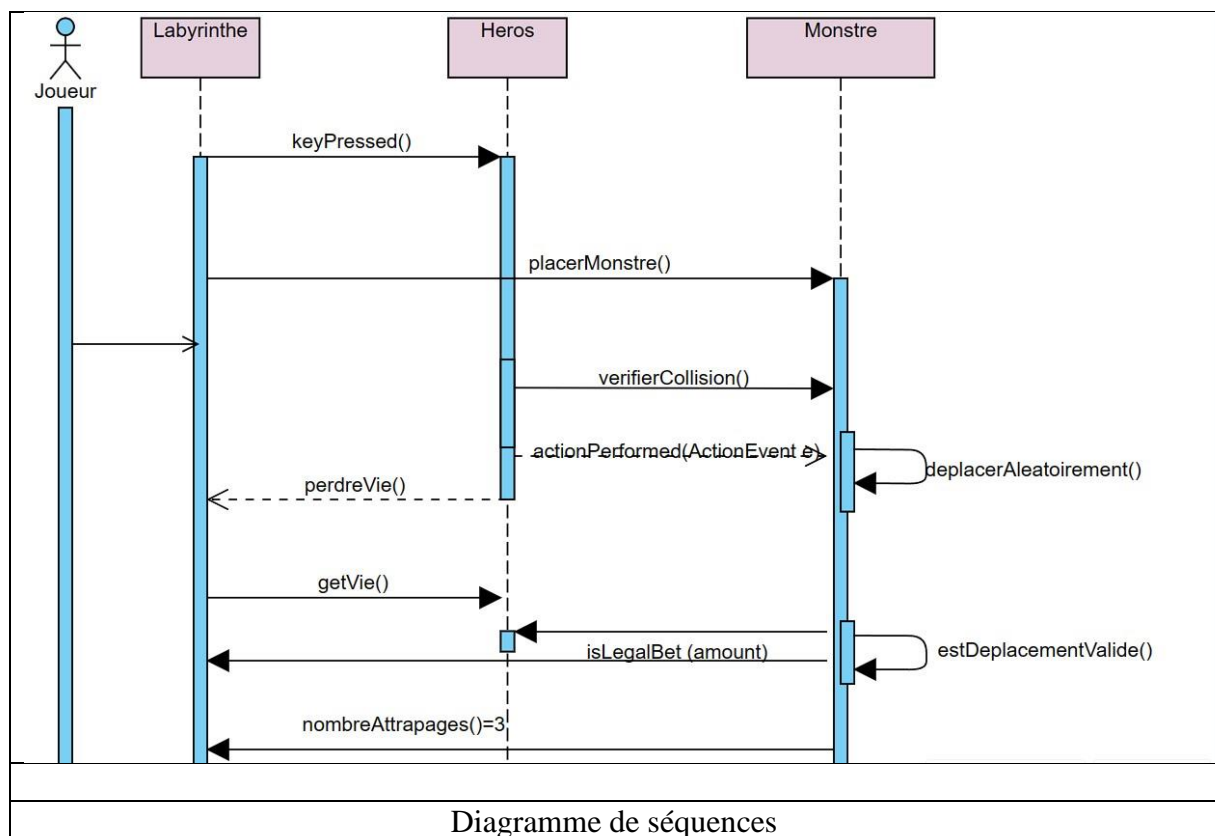 Labyrinthe
Heros
Monstre
Joueur
keyPressed()
placerMonstre()
verifierCollision()
actionPerformed(ActionEvent e)
deplacerAleatoirement()
perdreVie()
getVie()
isLegalBet (amount)
estDeplacementValide()
nombreAttrapages()=3
Diagramme de séquences